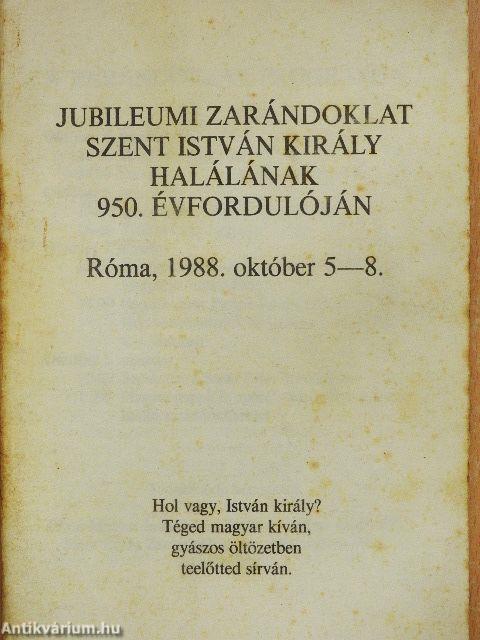 JUBILEUMI ZARÁNDOKLAT
SZENT ISTVÁN KIRÁLY
HALÁLÁNAK
950. ÉVFORDULÓJÁN
Róma, 1988. október 5—8.
Hol vagy, István király?
Téged magyar kíván,
gyászos öltözetben
teelőtted sírván.
Antikvárium.hu